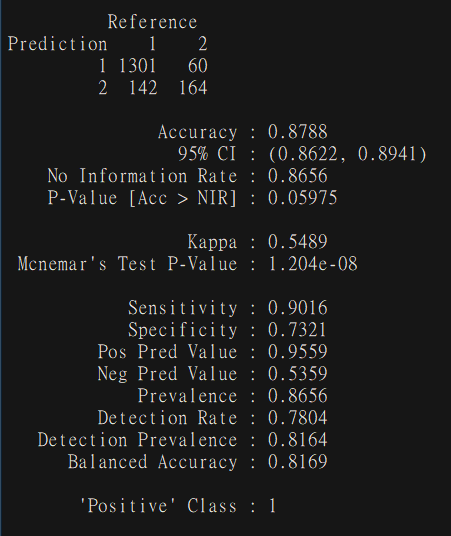 Reference
Prediction 1 2
1 1301 60
2 142 164
Accuracy : 0.8788
95% CI : (0.8622, 0.8941)
No Information Rate : 0.8656
P-Value [Acc > NIR] : 0.05975
Kappa : 0.5489
Mcnemar's Test P-Value : 1.204e-08
Sensitivity : 0.9016
Specificity : 0.7321
Pos Pred Value : 0.9559
Neg Pred Value : 0.5359
Prevalence : 0.8656
Detection Rate : 0.7804
Detection Prevalence : 0.8164
Balanced Accuracy : 0.8169
'Positive' Class : 1